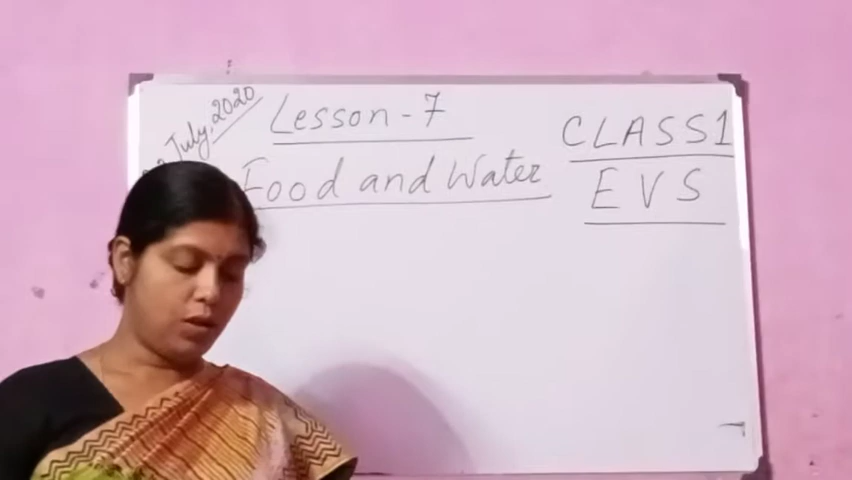 July, 2020
Lesson - 7
Food and Water
CLASS 1
EVS